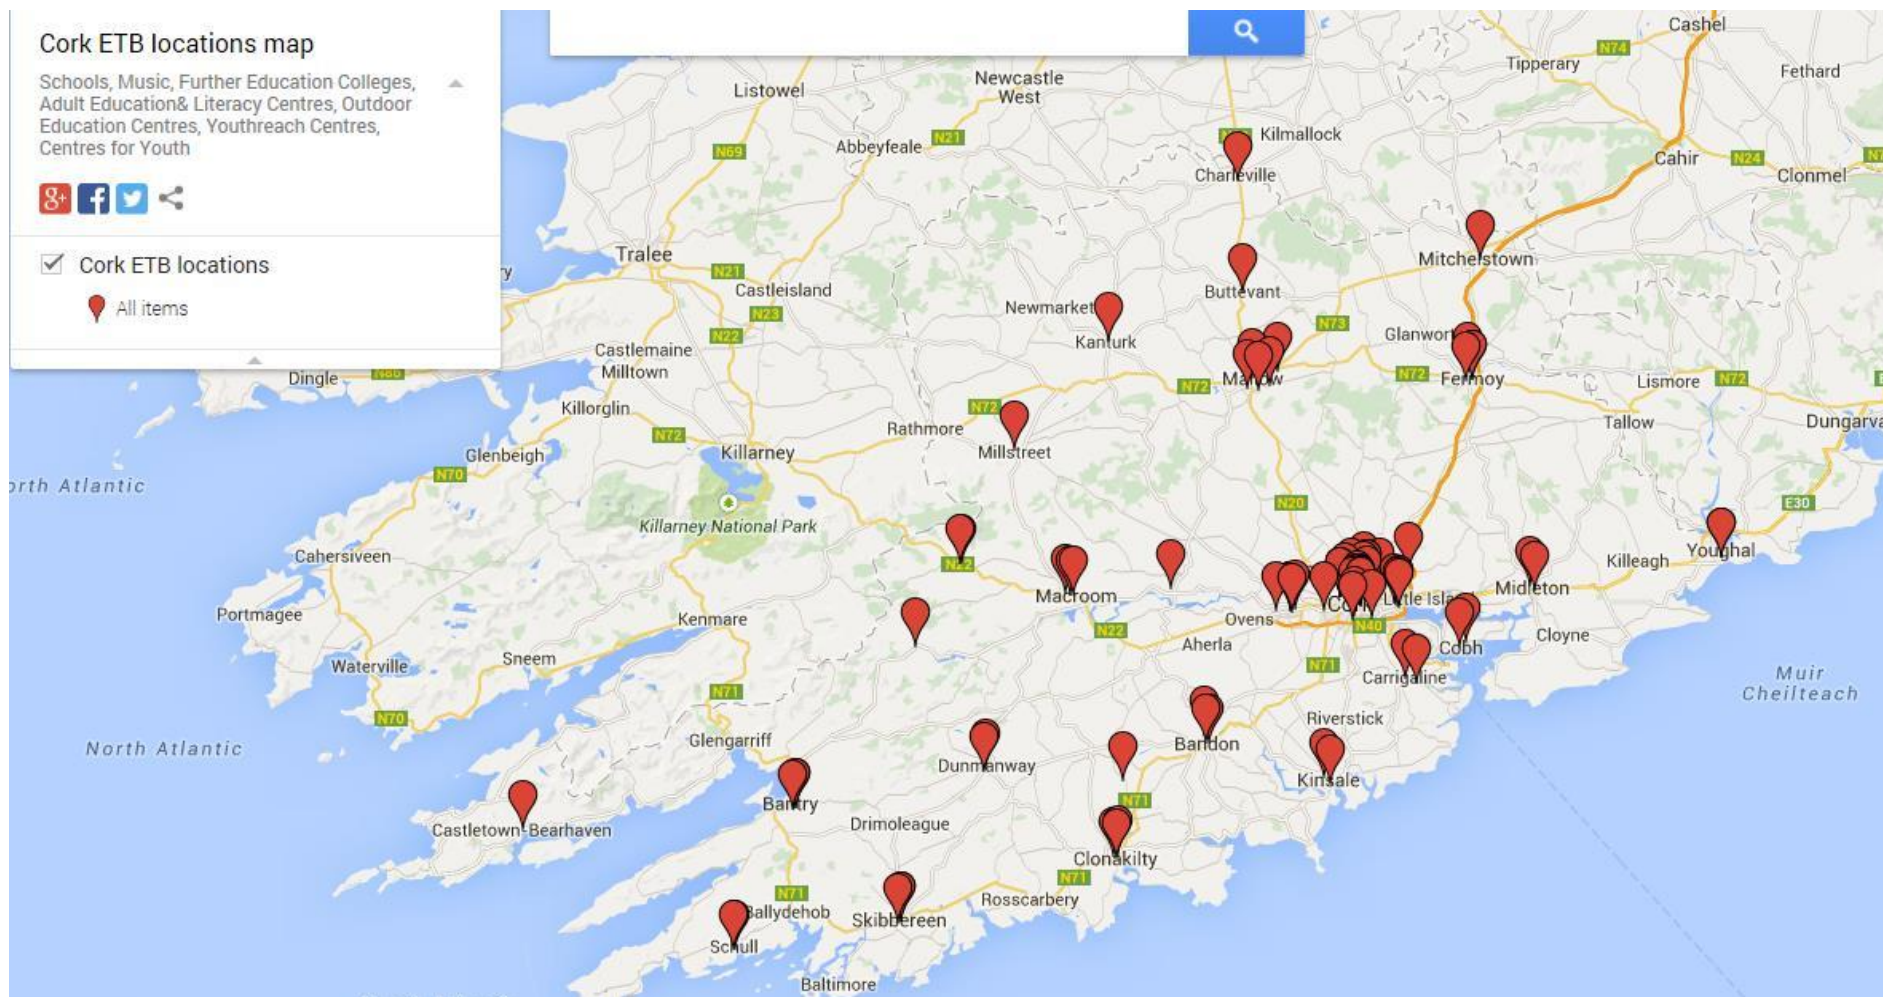 Cork ETB locations map
Schools, Music, Further Education Colleges,
Adult Education& Literacy Centres, Outdoor
Education Centres, Youthreach Centres,
Centres for Youth
8+
Cork ETB locations
All items
Cashel
N74
Tipperary
Fethard
Newcastle
West
Listowel
Kilmallock
N21
Abbeyfeale
N69
Cahir
N24
Clonmel
Charleville
Tralee
Mitchelstown
N21
Castleisland
Buttevant
Newmarket
N23
N73
N22
Glanwor
Kanturk
Castlemaine
Milltown
Dingle
N86
N72
Mallow
N72
Fermoy
Lismore
N72
Killorglin
N72
Rathmore
Tallow
Dungarva
N72
Killarney
Millstreet
Glenbeigh
N70
orth Atlantic
N20
E30
Killarney National Park
Cahersiveen
Youghal
N22
Killeagh
Midleton
Macroom
Cork
Little Island
Portmagee
Kenmare
Ovens
N40
N22
Aherla
Cloyne
Cobh
Sneem
Waterville
N71
Carrigaline
Muir
Cheilteach
N71
N70
Riverstick
Glengarriff
Bandon
North Atlantic
Dunmanway
Kinsale
Bantry
N71
Castletown-Bearhaven
Drimoleague
Clonakilty
N71
N71
Rosscarbery
Ballydehob
Skibbereen
Schull
Baltimore